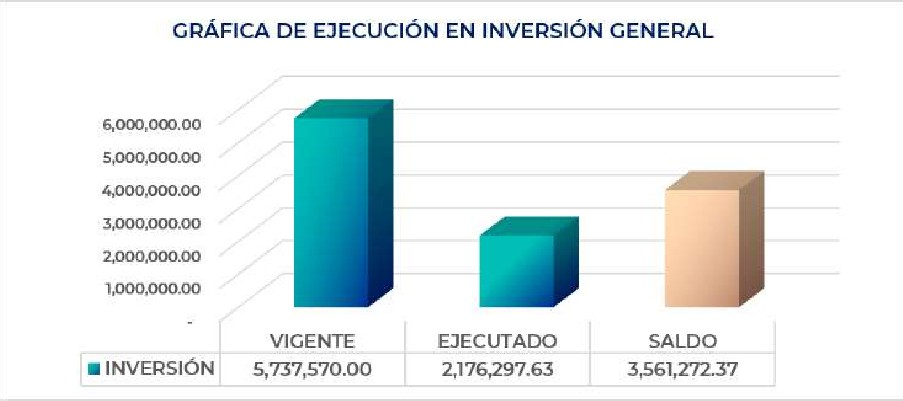 GRÁFICA DE EJECUCIÓN EN INVERSIÓN GENERAL
6,000,000.00
5,000,000.00
4,000,000.00
3,000,000.00
2,000,000.00
1,000,000.00
-
VIGENTE EJECUTADO SALDO
INVERSIÓN 5,737,570.00 2,176,297.63 3,561,272.37